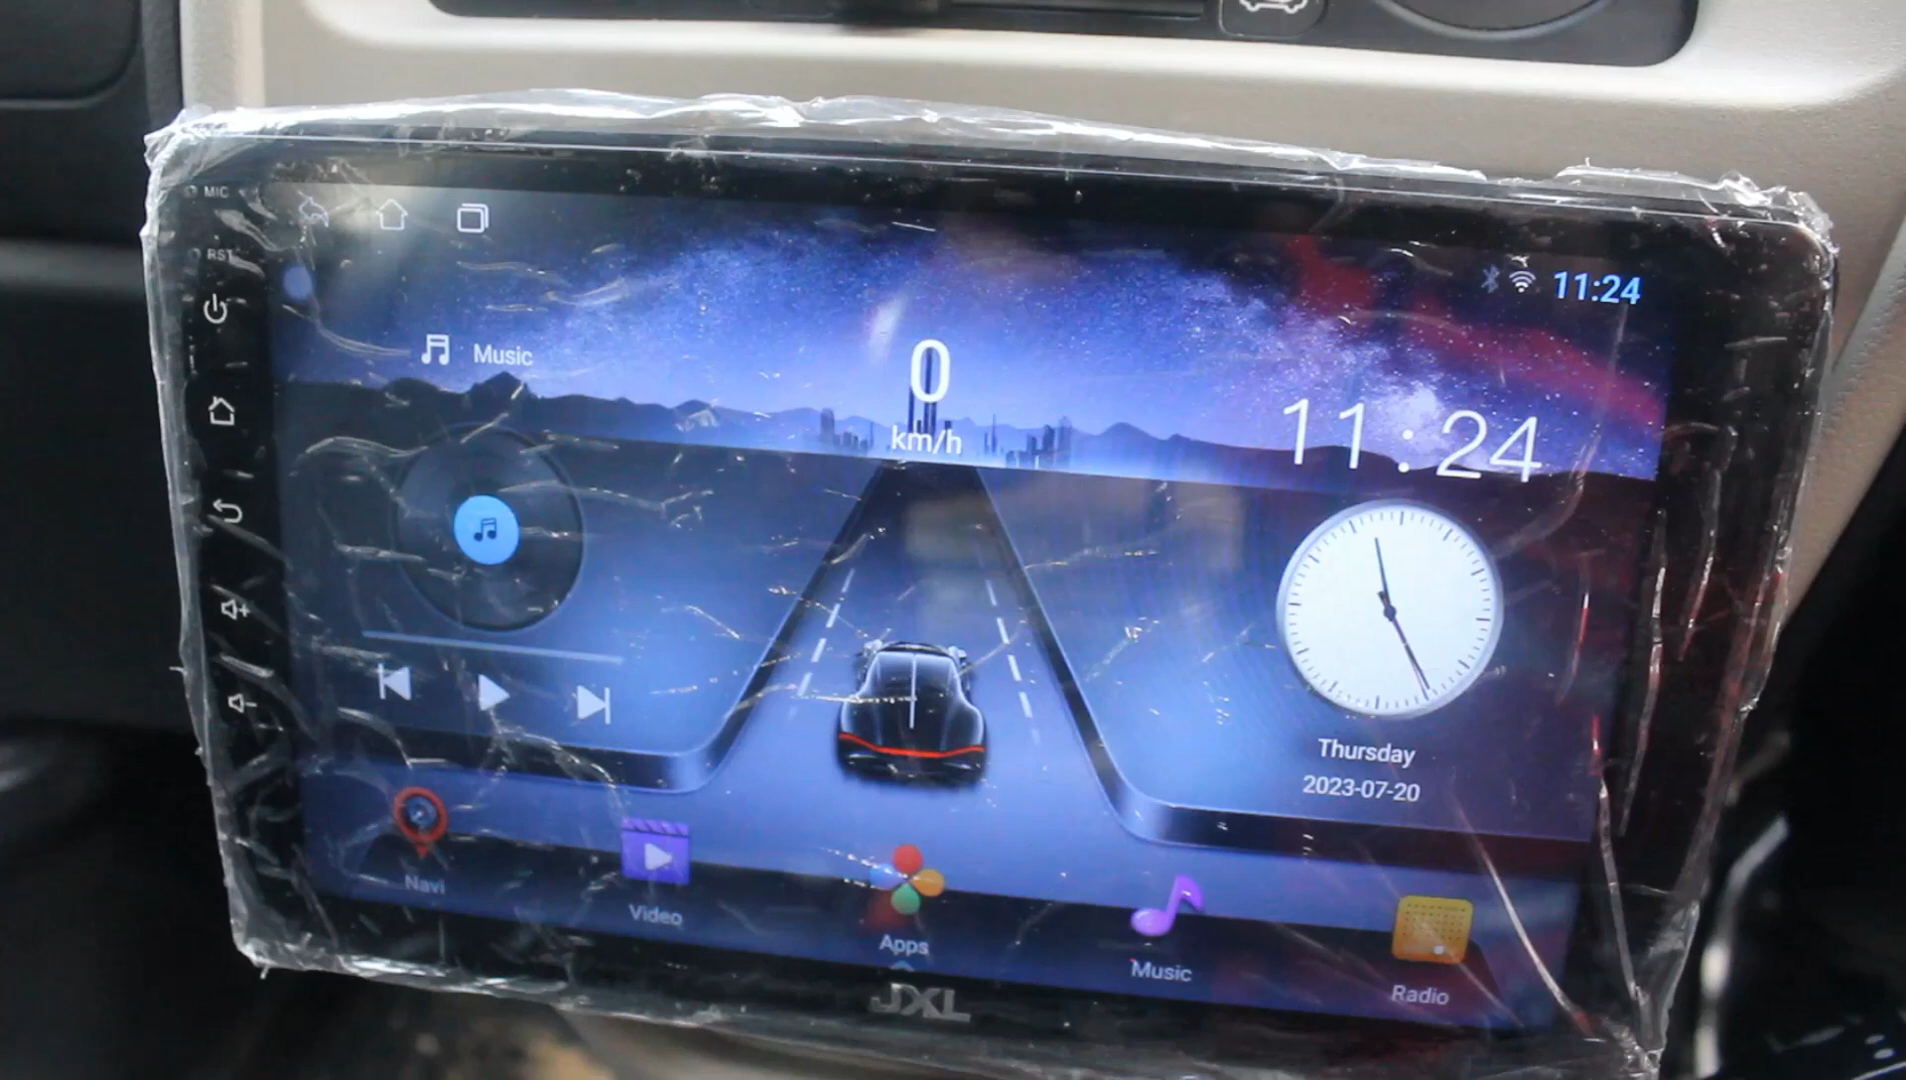 MIC
RST
11:24
Music
0
km/h
11:24
Thursday
2023-07-20
Navi
Video
Apps
Music
Radio
JXL